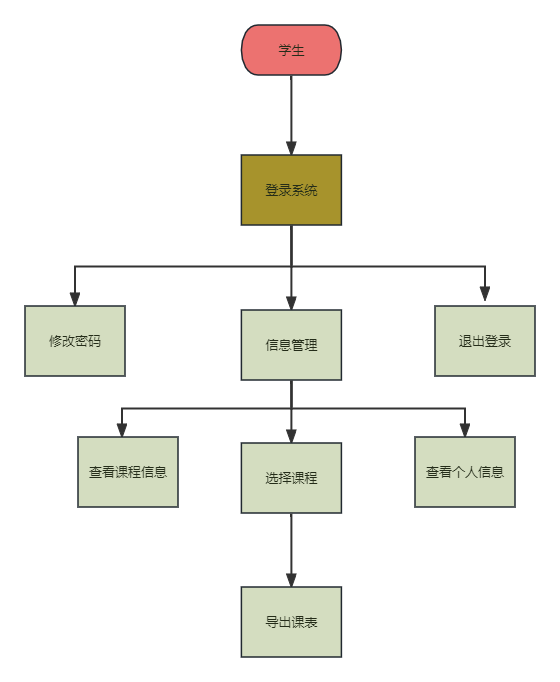 学生
登录系统
修改密码
信息管理
退出登录
查看课程信息
选择课程
查看个人信息
导出课表